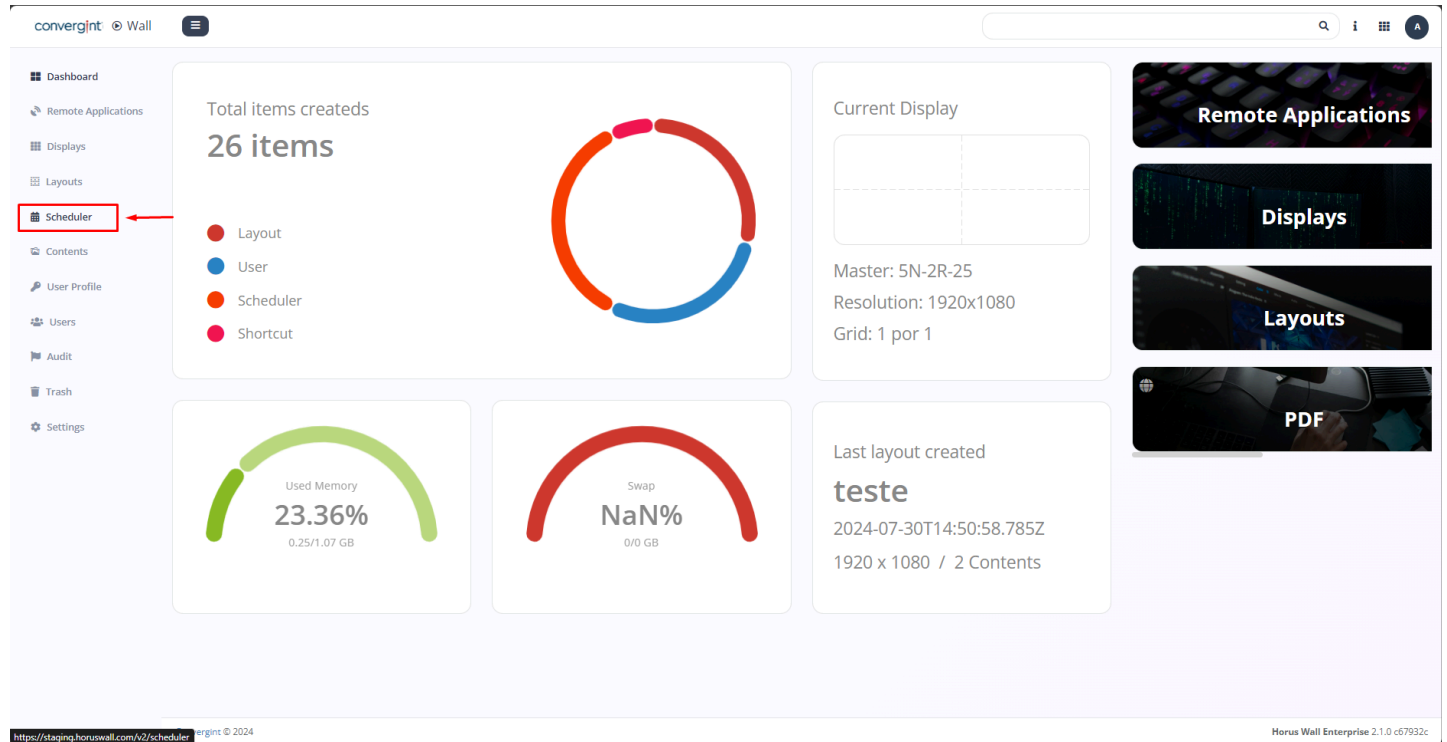 convergint Wall
A
Dashboard
Remote Applications
Displays
Layouts
Scheduler
Contents
User Profile
Users
Audit
Trash
Settings
Total items createds
26 items
Layout
User
Scheduler
Shortcut
Current Display
Master: 5N-2R-25
Resolution: 1920x1080
Grid: 1 por 1
Remote Applications
Displays
Layouts
PDF
Used Memory
23.36%
0.25/1.07 GB
Swap
NaN%
0/0 GB
Last layout created
teste
2024-07-30T14:50:58.785Z
1920 x 1080 / 2 Contents
https://staging.horuswall.com/v2/scheduler
vergint © 2024
Horus Wall Enterprise 2.1.0 c67932c